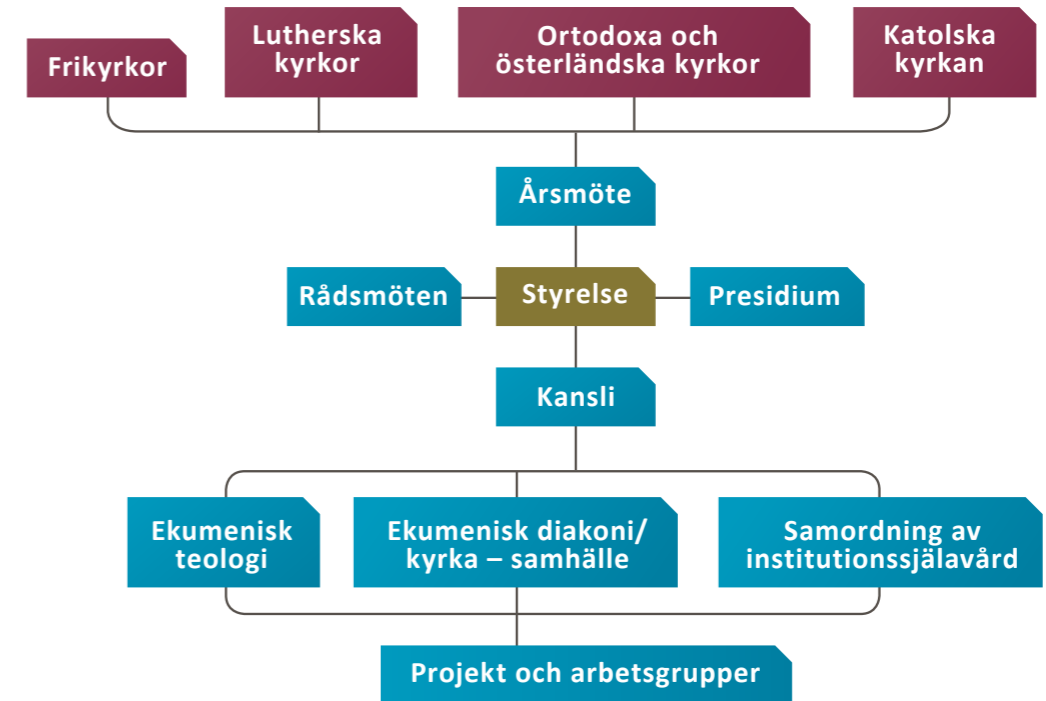 Frikyrkor
Lutherska
kyrkor
Ortodoxa och
österländska kyrkor
Katolska
kyrkan
Årsmöte
Rådsmöten
Styrelse
Presidium
Kansli
Ekumenisk
teologi
Ekumenisk diakoni/
kyrka – samhälle
Samordning av
institutionssjälavård
Projekt och arbetsgrupper